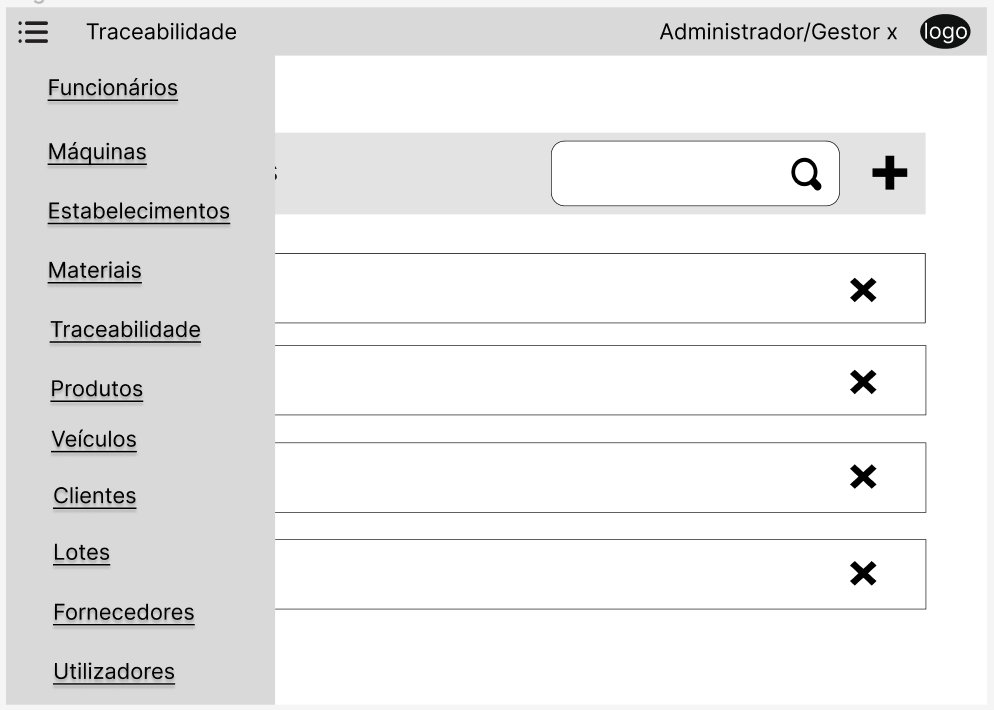 Traceabilidade
Administrador/Gestor x
logo
Funcionários
Máquinas
Estabelecimentos
Materiais
Traceabilidade
Produtos
Veículos
Clientes
Lotes
Fornecedores
Utilizadores